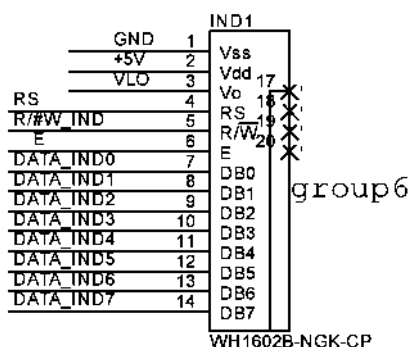 IND1
GND 1 Vss
+5V 2 Vdd 17
VLO 3 Vo 18
RS 4 RS 19
R/#W_IND 5 R/W 20
E 6 E
DATA_IND0 7 DB0
DATA_IND1 8 DB1
DATA_IND2 9 DB2
DATA_IND3 10 DB3
DATA_IND4 11 DB4
DATA_IND5 12 DB5
DATA_IND6 13 DB6
DATA_IND7 14 DB7
group6
WH1602B-NGK-CP